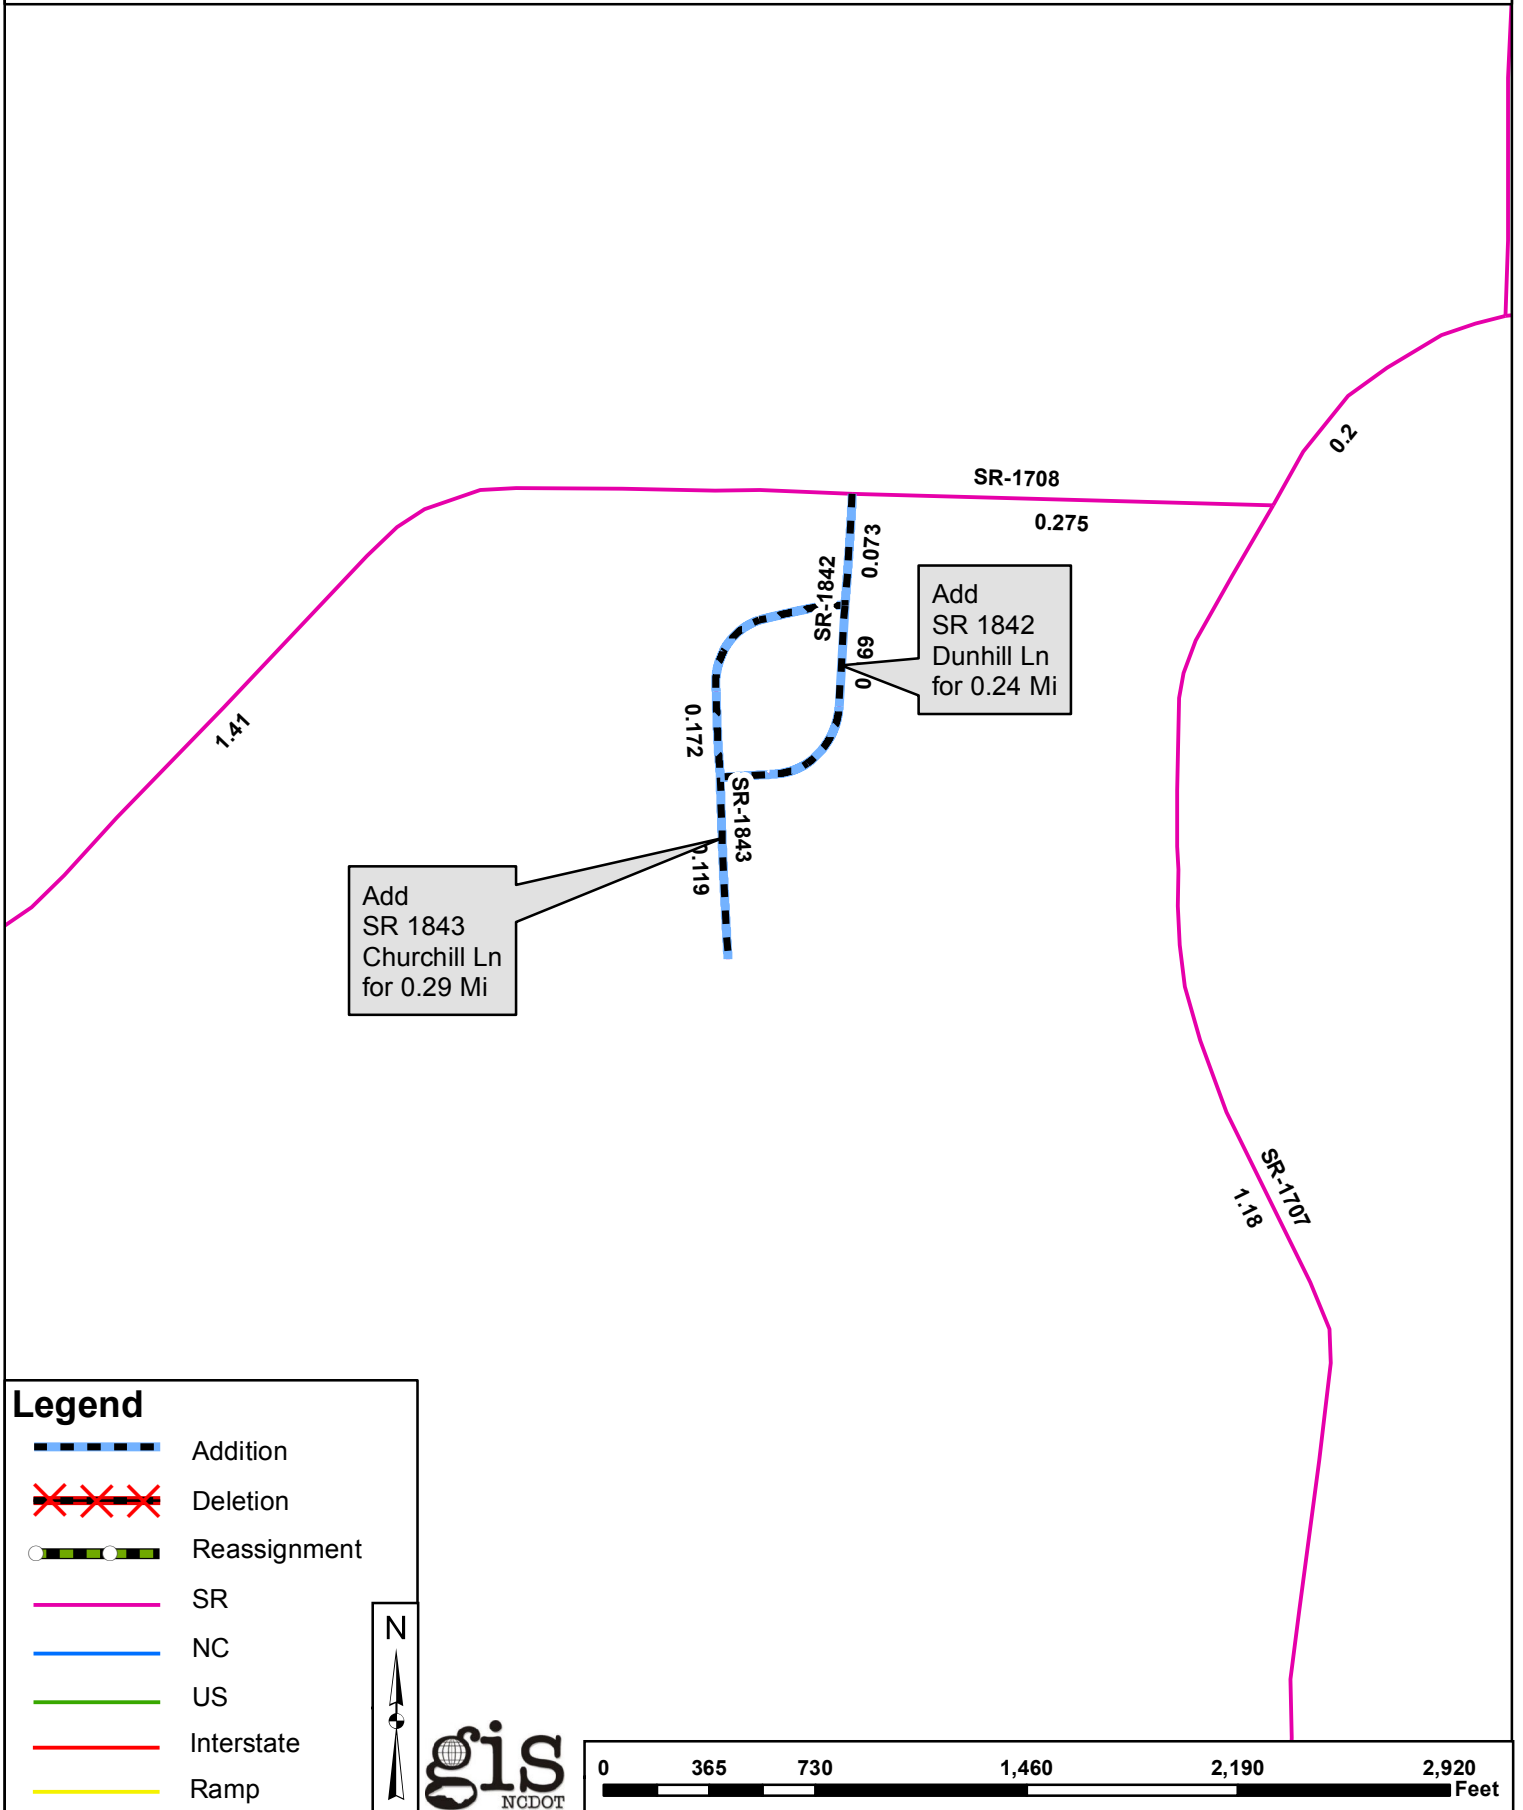 SR-1708
0.275
0.2
0.073
SR-1842
Add
SR 1842
Dunhill Ln
for 0.24 Mi
69
0.172
1.41
SR-1843
.119
Add
SR 1843
Churchill Ln
for 0.29 Mi
SR-1707
1.18
Legend
Addition
Deletion
Reassignment
SR
NC
US
Interstate
Ramp
N
gis
NCDOT
0 365 730 1,460 2,190 2,920
Feet